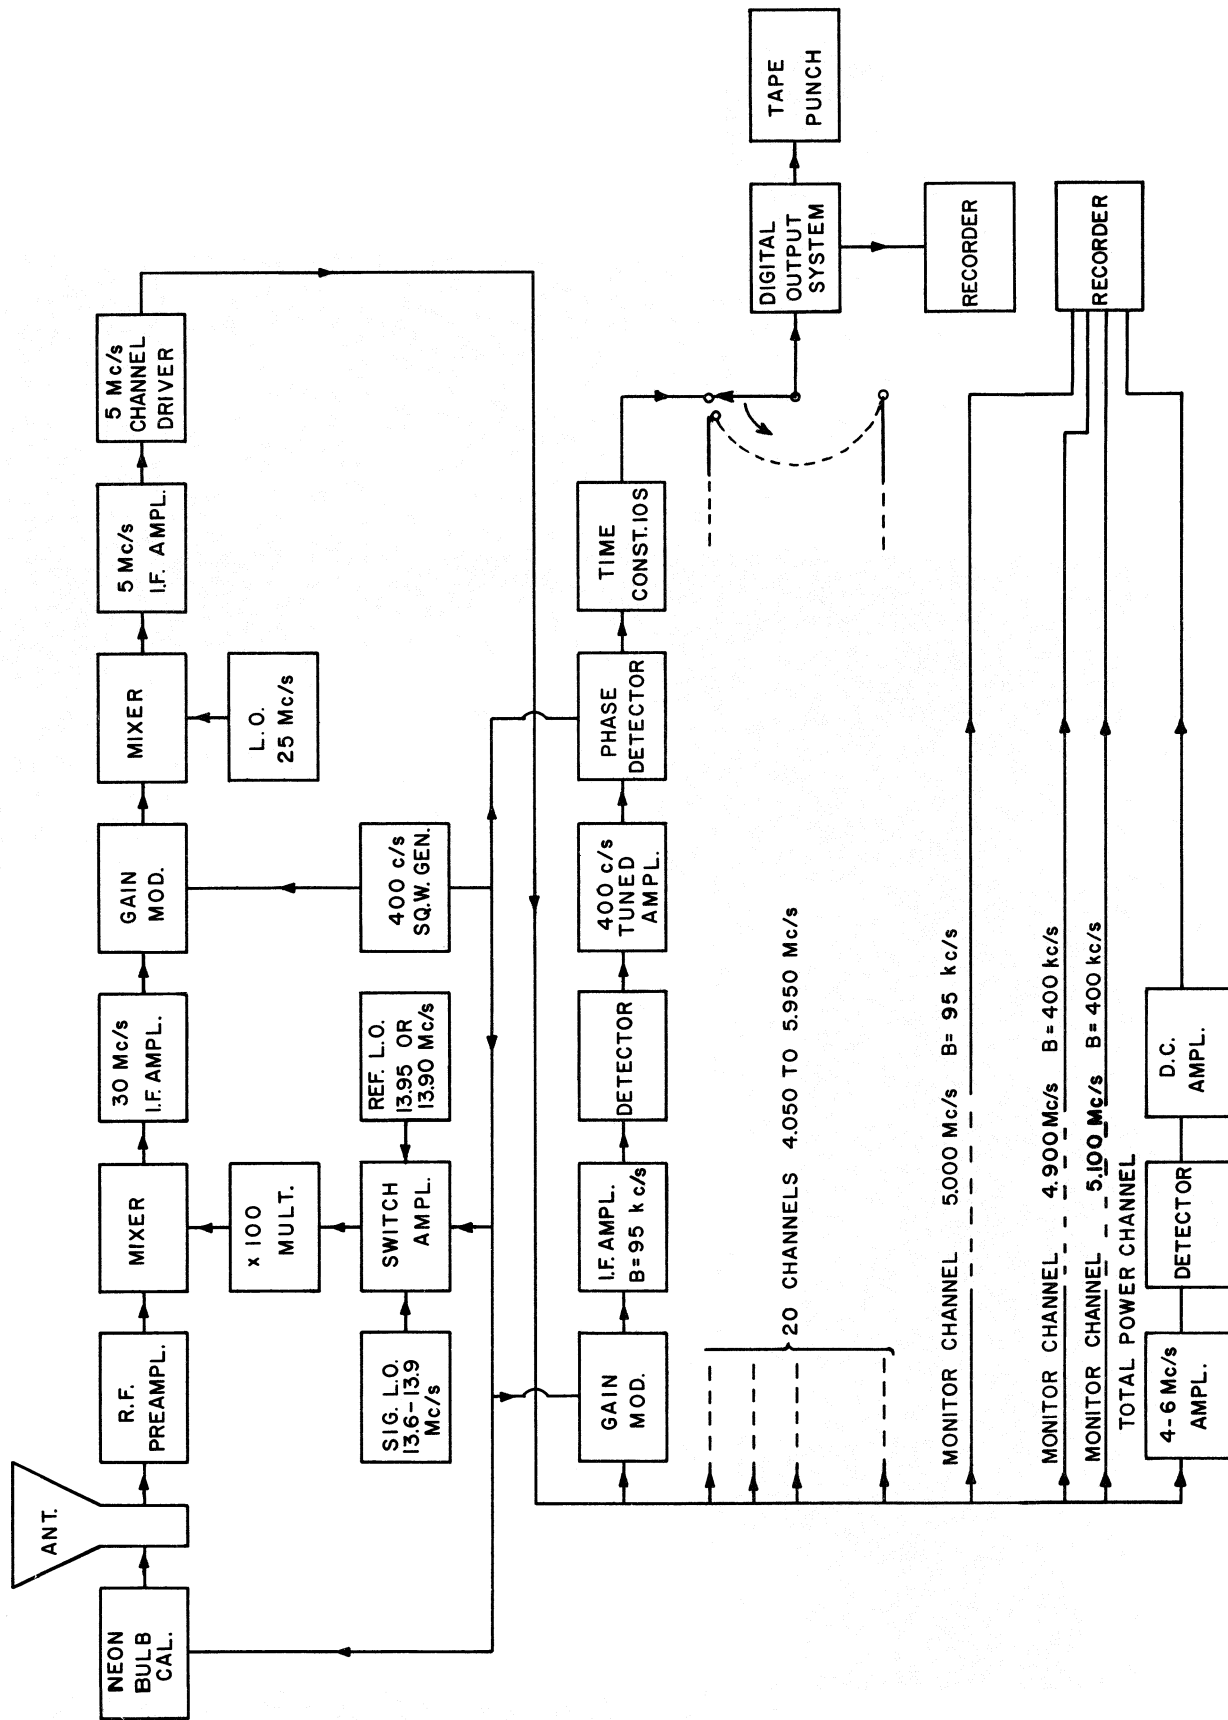 ANT.
NEON
BULB
CAL.
R.F.
PREAMPL.
MIXER
30 Mc/s
I.F. AMPL.
GAIN
MOD.
MIXER
5 Mc/s
I.F. AMPL.
5 Mc/s
CHANNEL
DRIVER
x 100
MULT.
L.O.
25 Mc/s
SIG. L.O.
13.6-13.9
Mc/s
SWITCH
AMPL.
REF. L.O.
13.95 OR
13.90 Mc/s
400 c/s
SQ.W. GEN.
GAIN
MOD.
I.F. AMPL.
B= 95 kc/s
DETECTOR
400 c/s
TUNED
AMPL.
PHASE
DETECTOR
TIME
CONST. 10S
20 CHANNELS 4.050 TO 5.950 Mc/s
DIGITAL
OUTPUT
SYSTEM
TAPE
PUNCH
RECORDER
MONITOR CHANNEL 5.000 Mc/s B= 95 kc/s
MONITOR CHANNEL 4.900 Mc/s B=400 kc/s
MONITOR CHANNEL 5.100 Mc/s B=400 kc/s
RECORDER
TOTAL POWER CHANNEL
4-6 Mc/s
AMPL.
DETECTOR
D.C.
AMPL.